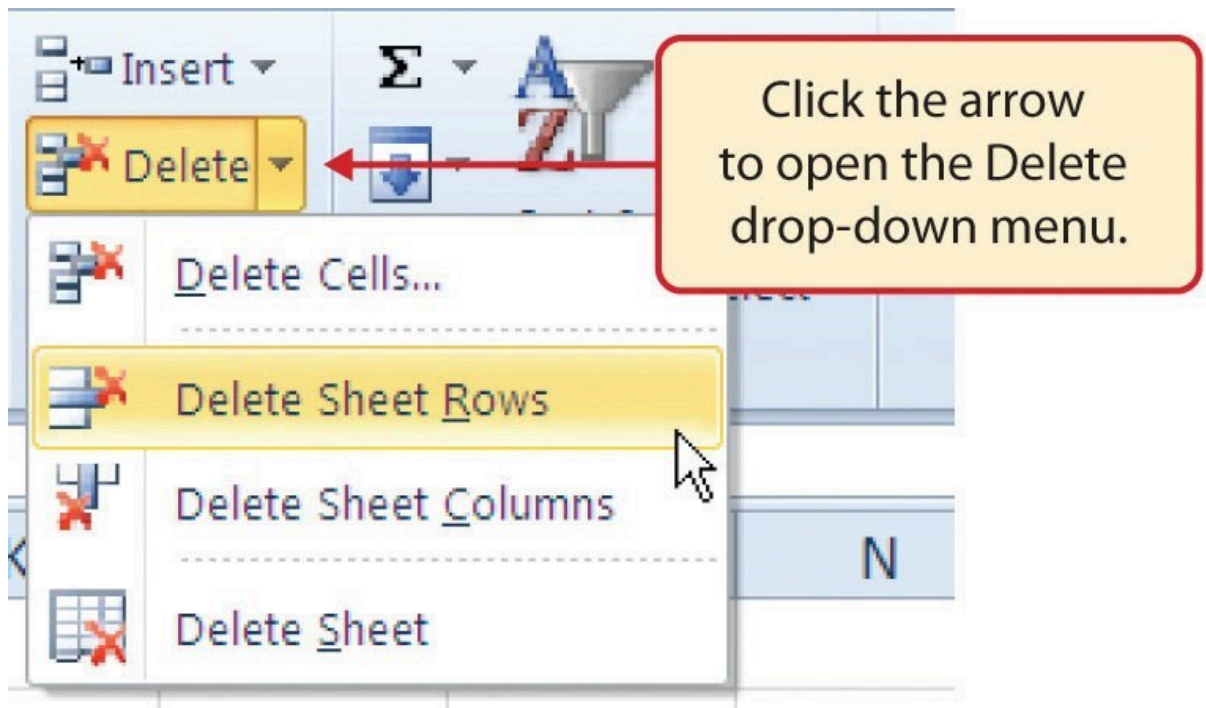 Insert
Σ
A
Z
Delete
Click the arrow
to open the Delete
drop-down menu.
Delete Cells...
Delete Sheet Rows
Delete Sheet Columns
N
Delete Sheet